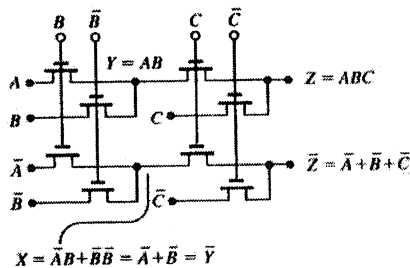 B B̄ C C̄
A Y = AB Z = ABC
B C
Ā Z̄ = Ā + B̄ + C̄
B̄ C̄
X = ĀB + B̄B̄ = Ā + B̄ = Ȳ